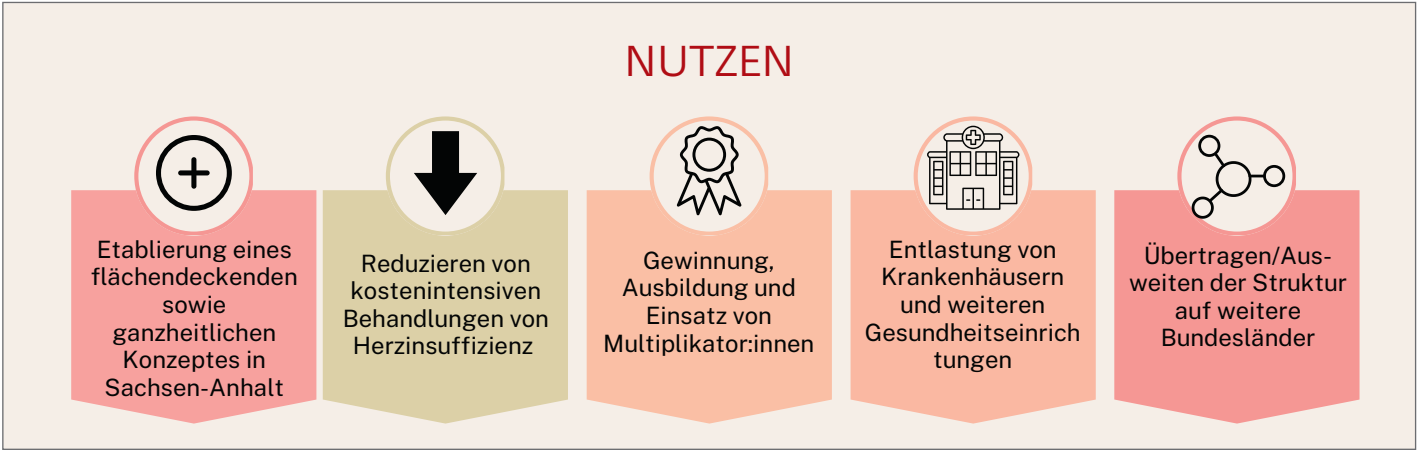 NUTZEN
Etablierung eines
flächendeckenden
sowie
ganzheitlichen
Konzeptes in
Sachsen-Anhalt
Reduzieren von
kostenintensiven
Behandlungen von
Herzinsuffizienz
Gewinnung,
Ausbildung und
Einsatz von
Multiplikator:innen
Entlastung von
Krankenhäusern
und weiteren
Gesundheitseinrich
tungen
Übertragen/Aus-
weiten der Struktur
auf weitere
Bundesländer